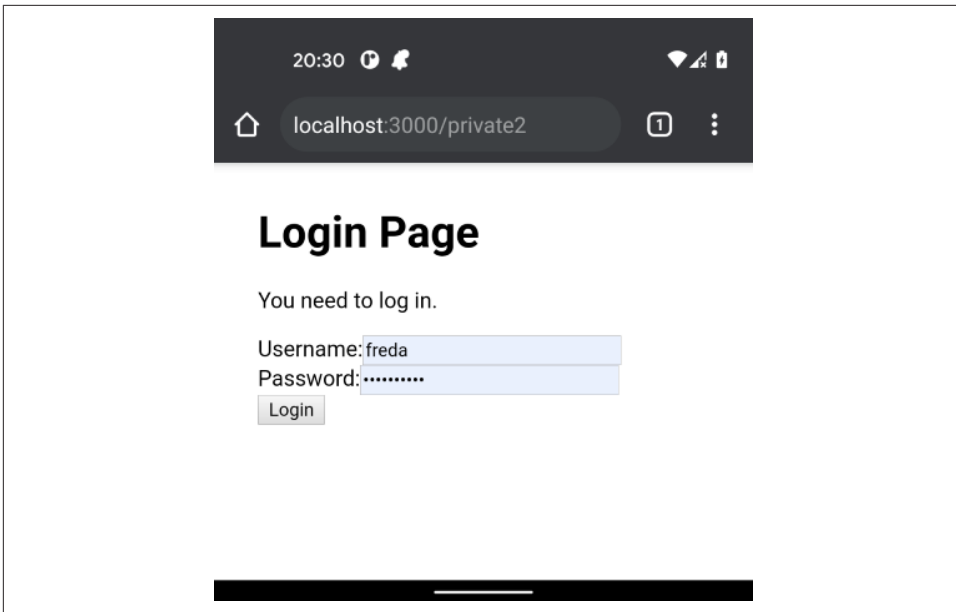 20:30
localhost:3000/private2
1
Login Page
You need to log in.
Username:freda
Password:••••••••••
Login